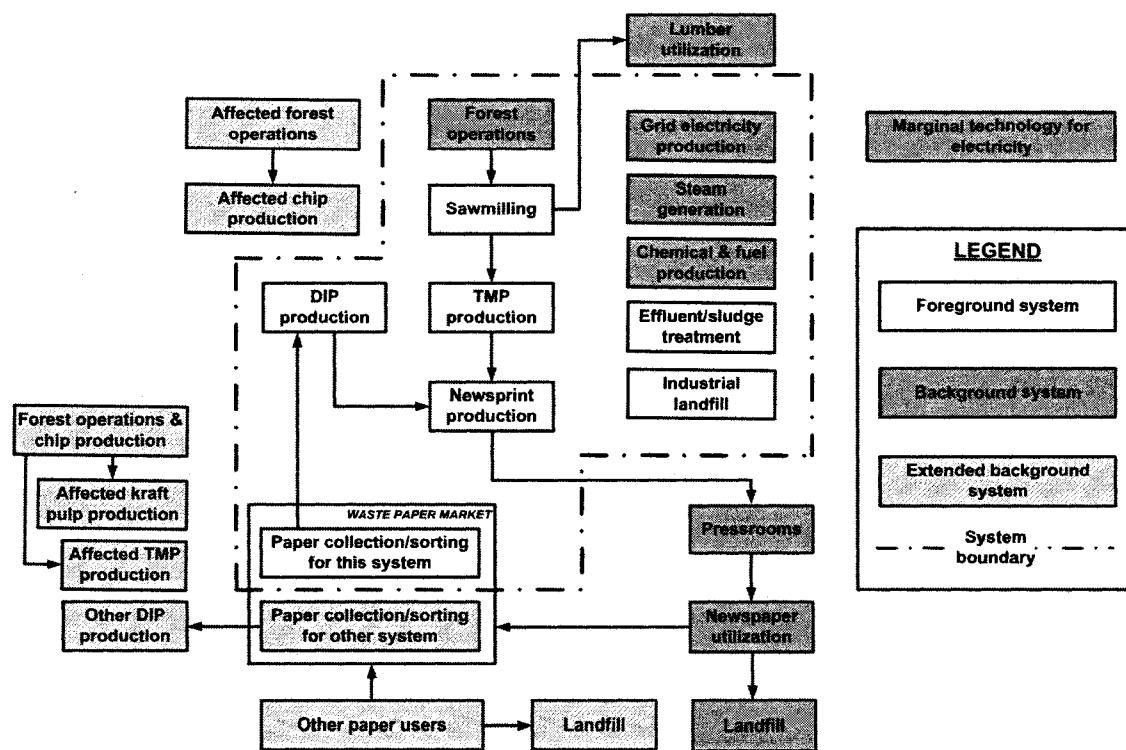 Lumber
utilization
Affected forest
operations
Forest
operations
Grid electricity
production
Marginal technology for
electricity
Affected chip
production
Sawmilling
Steam
generation
Chemical & fuel
production
LEGEND
DIP
production
TMP
production
Effluent/sludge
treatment
Foreground system
Newsprint
production
Industrial
landfill
Background system
Forest operations &
chip production
Affected kraft
pulp production
Extended background
system
WASTE PAPER MARKET
Pressrooms
Affected TMP
production
Paper collection/sorting
for this system
System
boundary
Other DIP
production
Paper collection/sorting
for other system
Newspaper
utilization
Other paper users
Landfill
Landfill